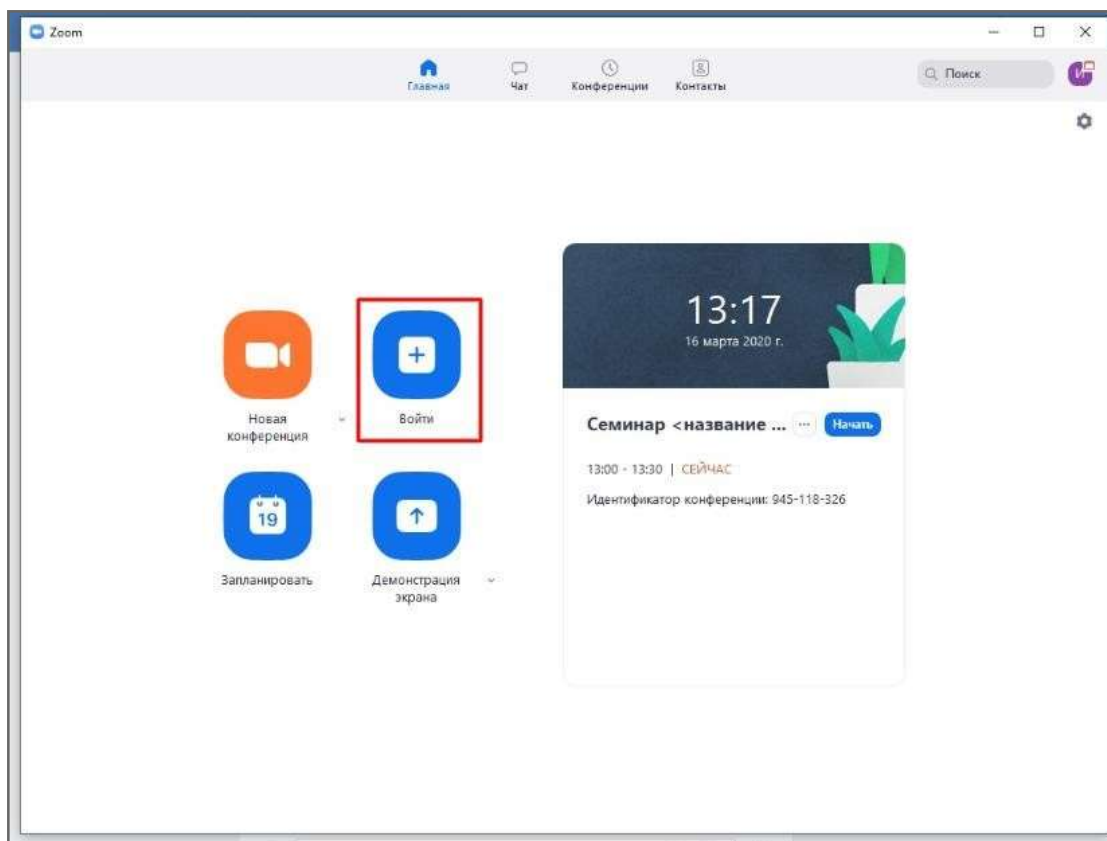 Zoom
Главная
Чат
Конференции
Контакты
Поиск
И
13:17
16 марта 2020 г.
Новая
конференция
Войти
Семинар <название ...
Начать
13:00 - 13:30 | СЕЙЧАС
Идентификатор конференции: 945-118-326
19
Запланировать
Демонстрация
экрана